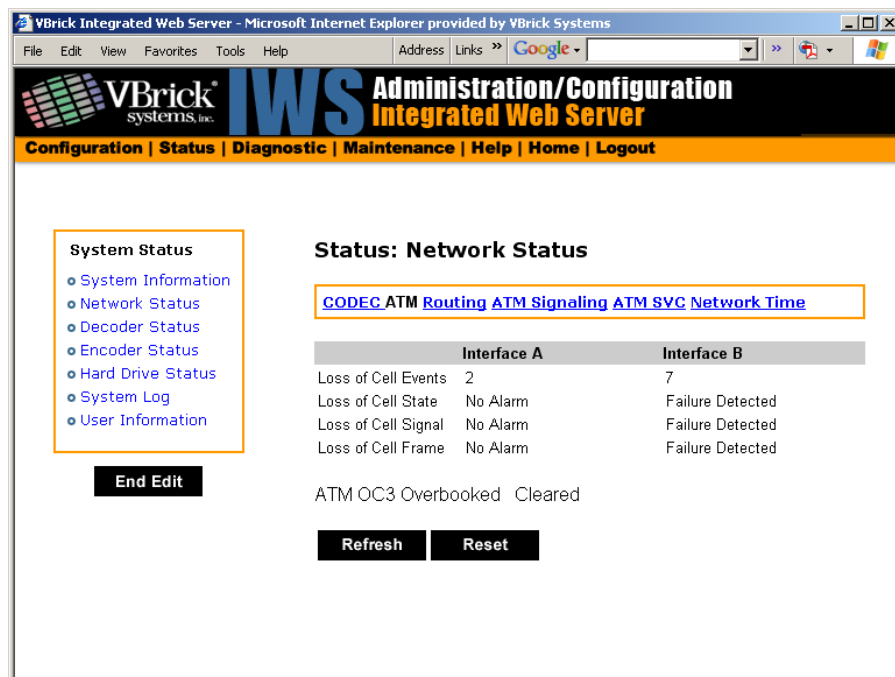 VBrick Integrated Web Server - Microsoft Internet Explorer provided by VBrick Systems
File Edit View Favorites Tools Help Address Links » Google »
VBrick systems, inc. IWS Administration/Configuration
Integrated Web Server
Configuration | Status | Diagnostic | Maintenance | Help | Home | Logout
System Status
System Information
Network Status
Decoder Status
Encoder Status
Hard Drive Status
System Log
User Information
End Edit
Status: Network Status
CODEC ATM Routing ATM Signaling ATM SVC Network Time
Interface A Interface B
Loss of Cell Events 2 7
Loss of Cell State No Alarm Failure Detected
Loss of Cell Signal No Alarm Failure Detected
Loss of Cell Frame No Alarm Failure Detected
ATM OC3 Overbooked Cleared
Refresh Reset